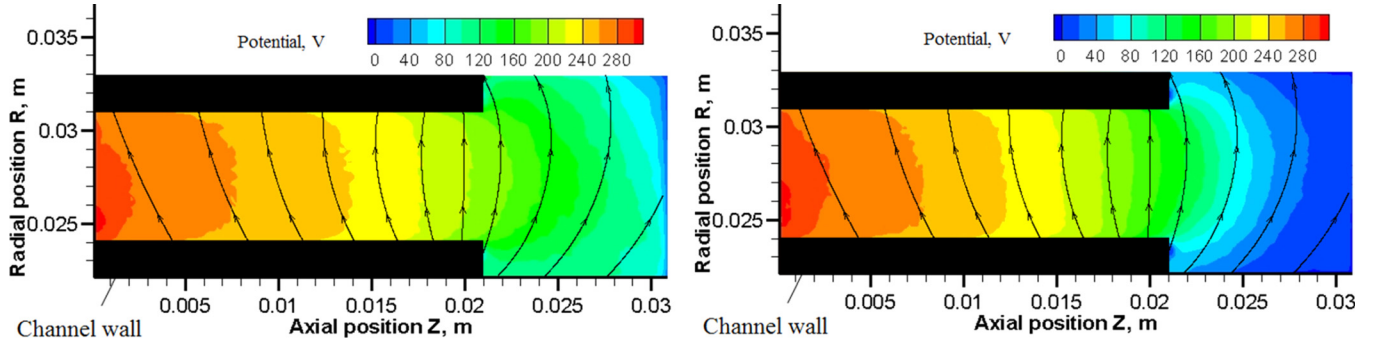 Potential, V
0 40 80 120 160 200 240 280
0.035
0.03
0.025
Radial position R, m
0.005 0.01 0.015 0.02 0.025 0.03
Axial position Z, m
Channel wall
Potential, V
0 40 80 120 160 200 240 280
0.035
0.03
0.025
Radial position R, m
0.005 0.01 0.015 0.02 0.025 0.03
Axial position Z, m
Channel wall